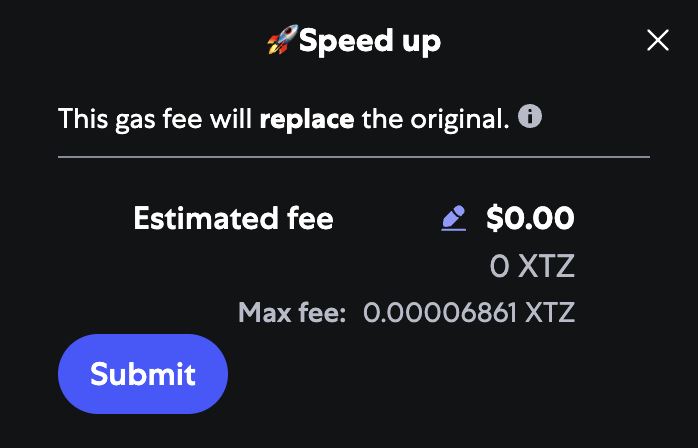 🚀Speed up
This gas fee will replace the original.
Estimated fee $0.00
0 XTZ
Max fee: 0.00006861 XTZ
Submit